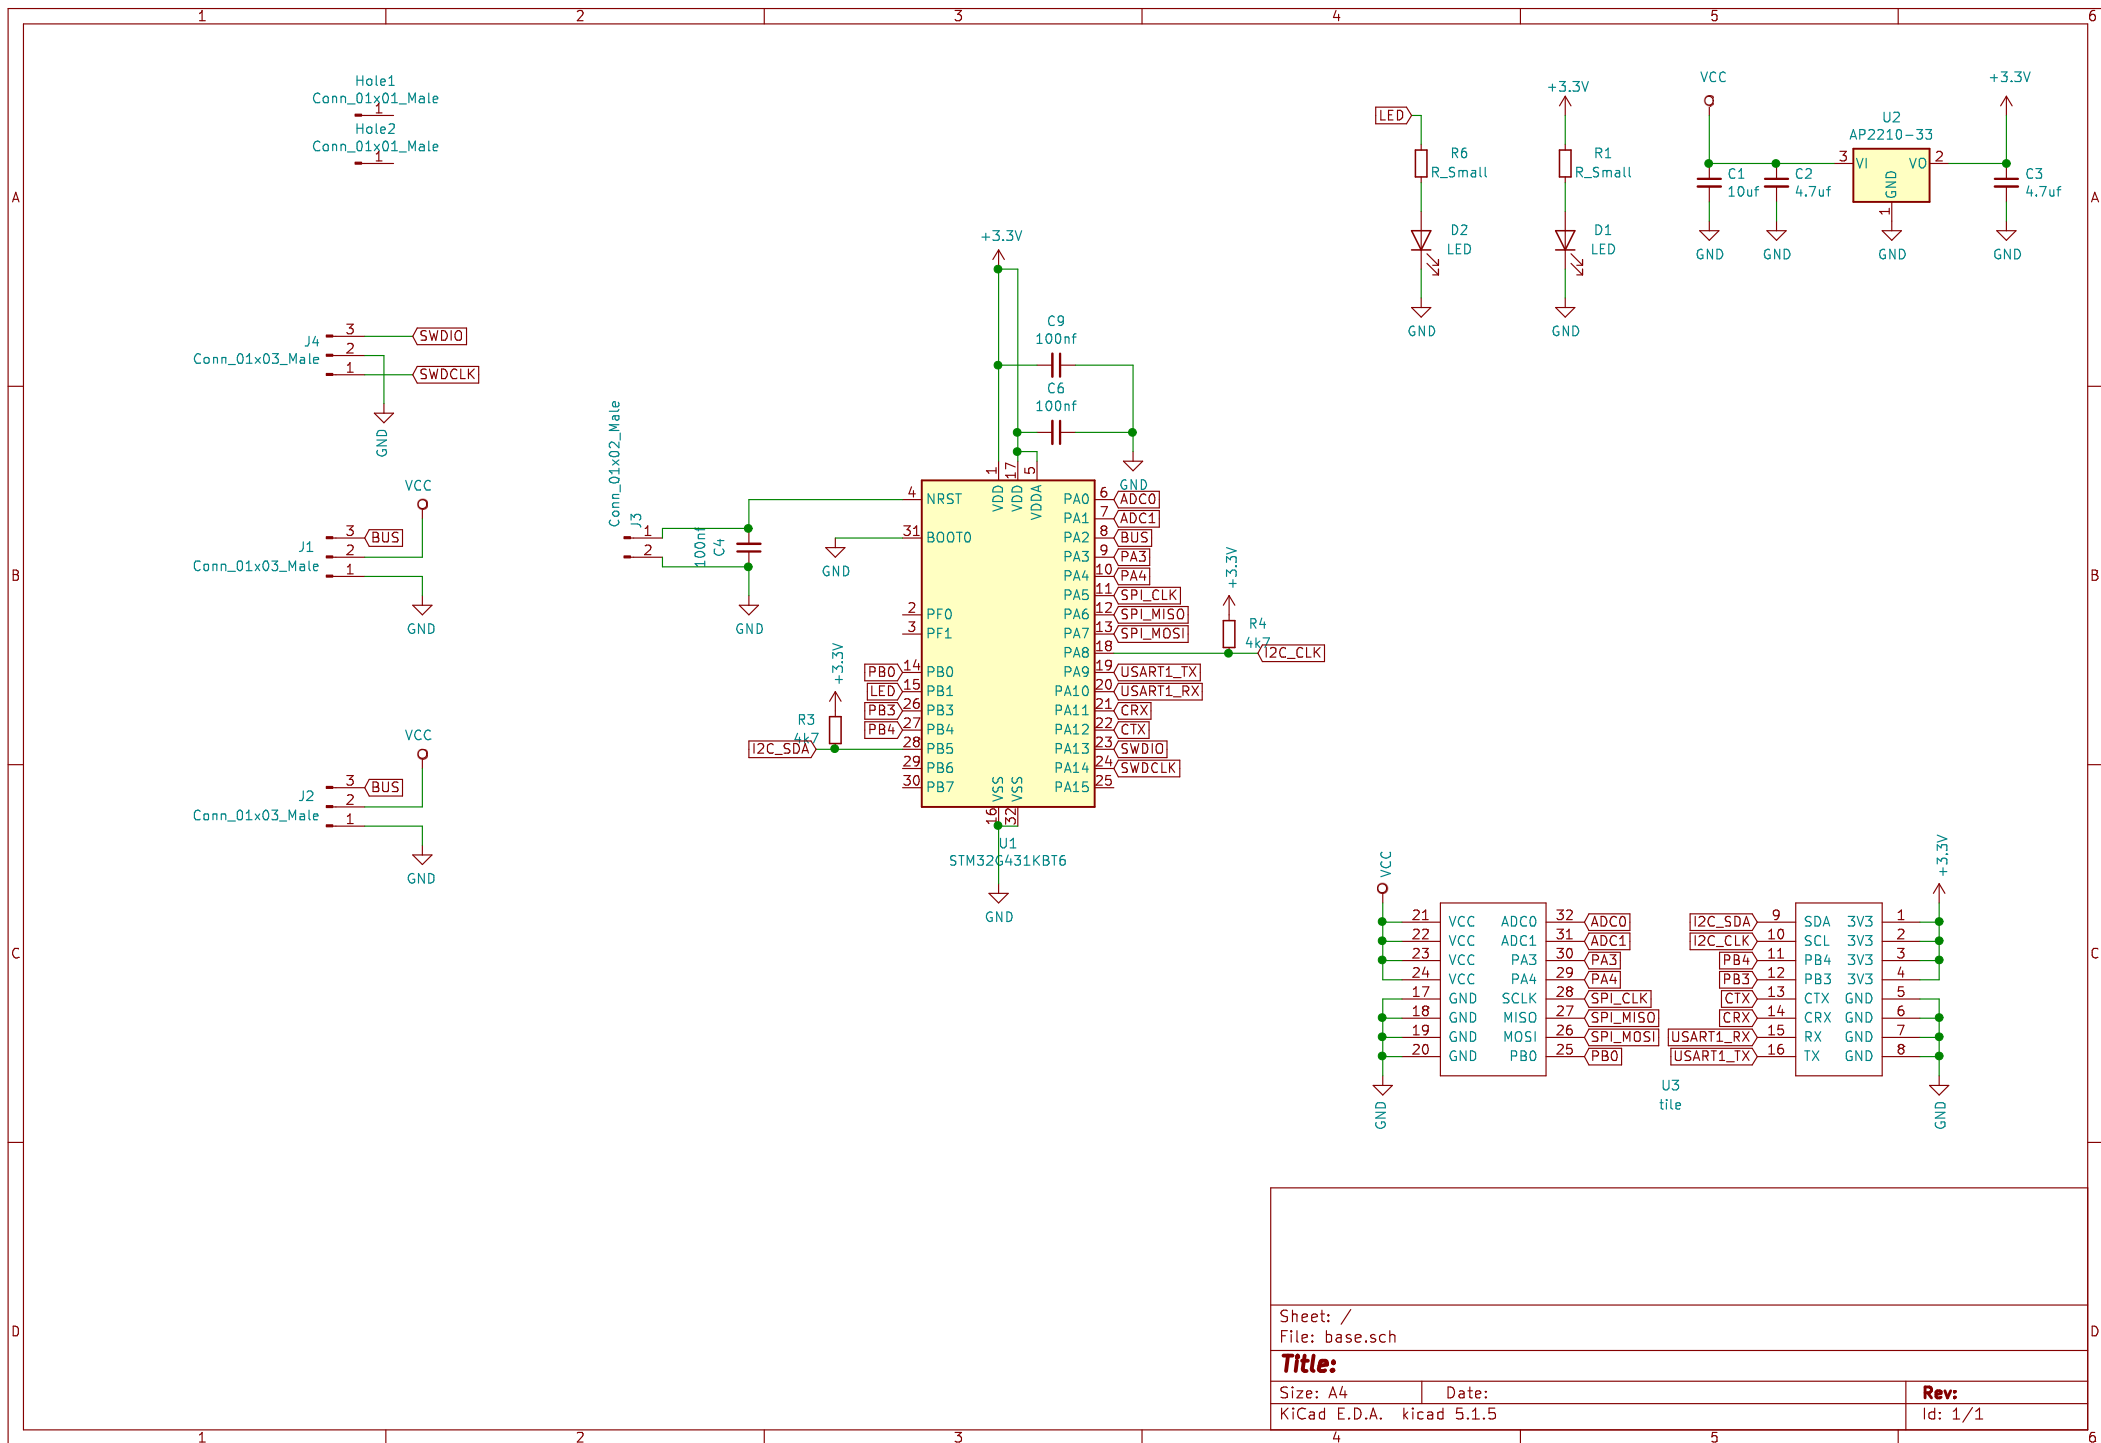 1 2 3 4 5 6
A
B
C
D
A
B
C
D
1 2 3 4 5 6
Hole1
Conn_01x01_Male
1
Hole2
Conn_01x01_Male
1
J4
Conn_01x03_Male
3 SWDIO
2
1 SWDCLK
GND
VCC
J1
Conn_01x03_Male
3 BUS
2
1
GND
VCC
J2
Conn_01x03_Male
3 BUS
2
1
GND
Conn_01x02_Male
J3
1
2
100nf
C4
GND
GND
+3.3V
R3
4k7
I2C_SDA
+3.3V
C9
100nf
C6
100nf
GND
1 VDD
17 VDD
5 VDDA
4 NRST
31 BOOT0
2 PF0
3 PF1
PB0 14 PB0
LED 15 PB1
PB3 26 PB3
PB4 27 PB4
28 PB5
29 PB6
30 PB7
PA0 6 ADC0
PA1 7 ADC1
PA2 8 BUS
PA3 9 PA3
PA4 10 PA4
PA5 11 SPI_CLK
PA6 12 SPI_MISO
PA7 13 SPI_MOSI
PA8 18
PA9 19 USART1_TX
PA10 20 USART1_RX
PA11 21 CRX
PA12 22 CTX
PA13 23 SWDIO
PA14 24 SWDCLK
PA15 25
VSS 16
VSS 32
U1
STM32G431KBT6
GND
+3.3V
R4
4k7
I2C_CLK
LED
R6
R_Small
D2
LED
GND
+3.3V
R1
R_Small
D1
LED
GND
VCC
C1
10uf
GND
C2
4.7uf
GND
U2
AP2210-33
3 VI
VO 2
GND
1
GND
+3.3V
C3
4.7uf
GND
VCC
21 VCC ADC0 32 ADC0
22 VCC ADC1 31 ADC1
23 VCC PA3 30 PA3
24 VCC PA4 29 PA4
17 GND SCLK 28 SPI_CLK
18 GND MISO 27 SPI_MISO
19 GND MOSI 26 SPI_MOSI
20 GND PB0 25 PB0
GND
+3.3V
I2C_SDA 9 SDA 3V3 1
I2C_CLK 10 SCL 3V3 2
PB4 11 PB4 3V3 3
PB3 12 PB3 3V3 4
CTX 13 CTX GND 5
CRX 14 CRX GND 6
USART1_RX 15 RX GND 7
USART1_TX 16 TX GND 8
GND
U3
tile
Sheet: /
File: base.sch
Title:
Size: A4 Date: Rev:
KiCad E.D.A. kicad 5.1.5 Id: 1/1